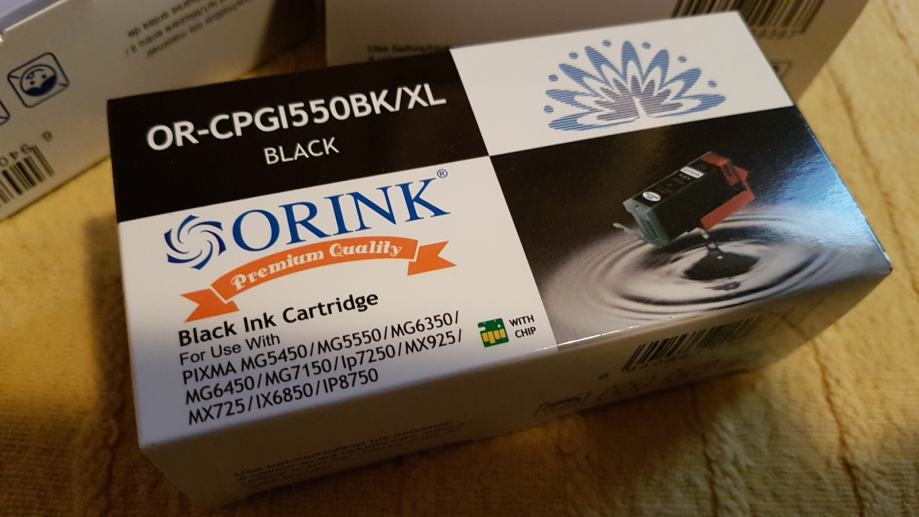 OR-CPGI550BK/XL
BLACK
ORINK®
Premium Quality
Black Ink Cartridge
For Use With
PIXMA MG5450/MG5550/MG6350/
MG6450/MG7150/Ip7250/MX925/
MX725/IX6850/IP8750
WITH
CHIP